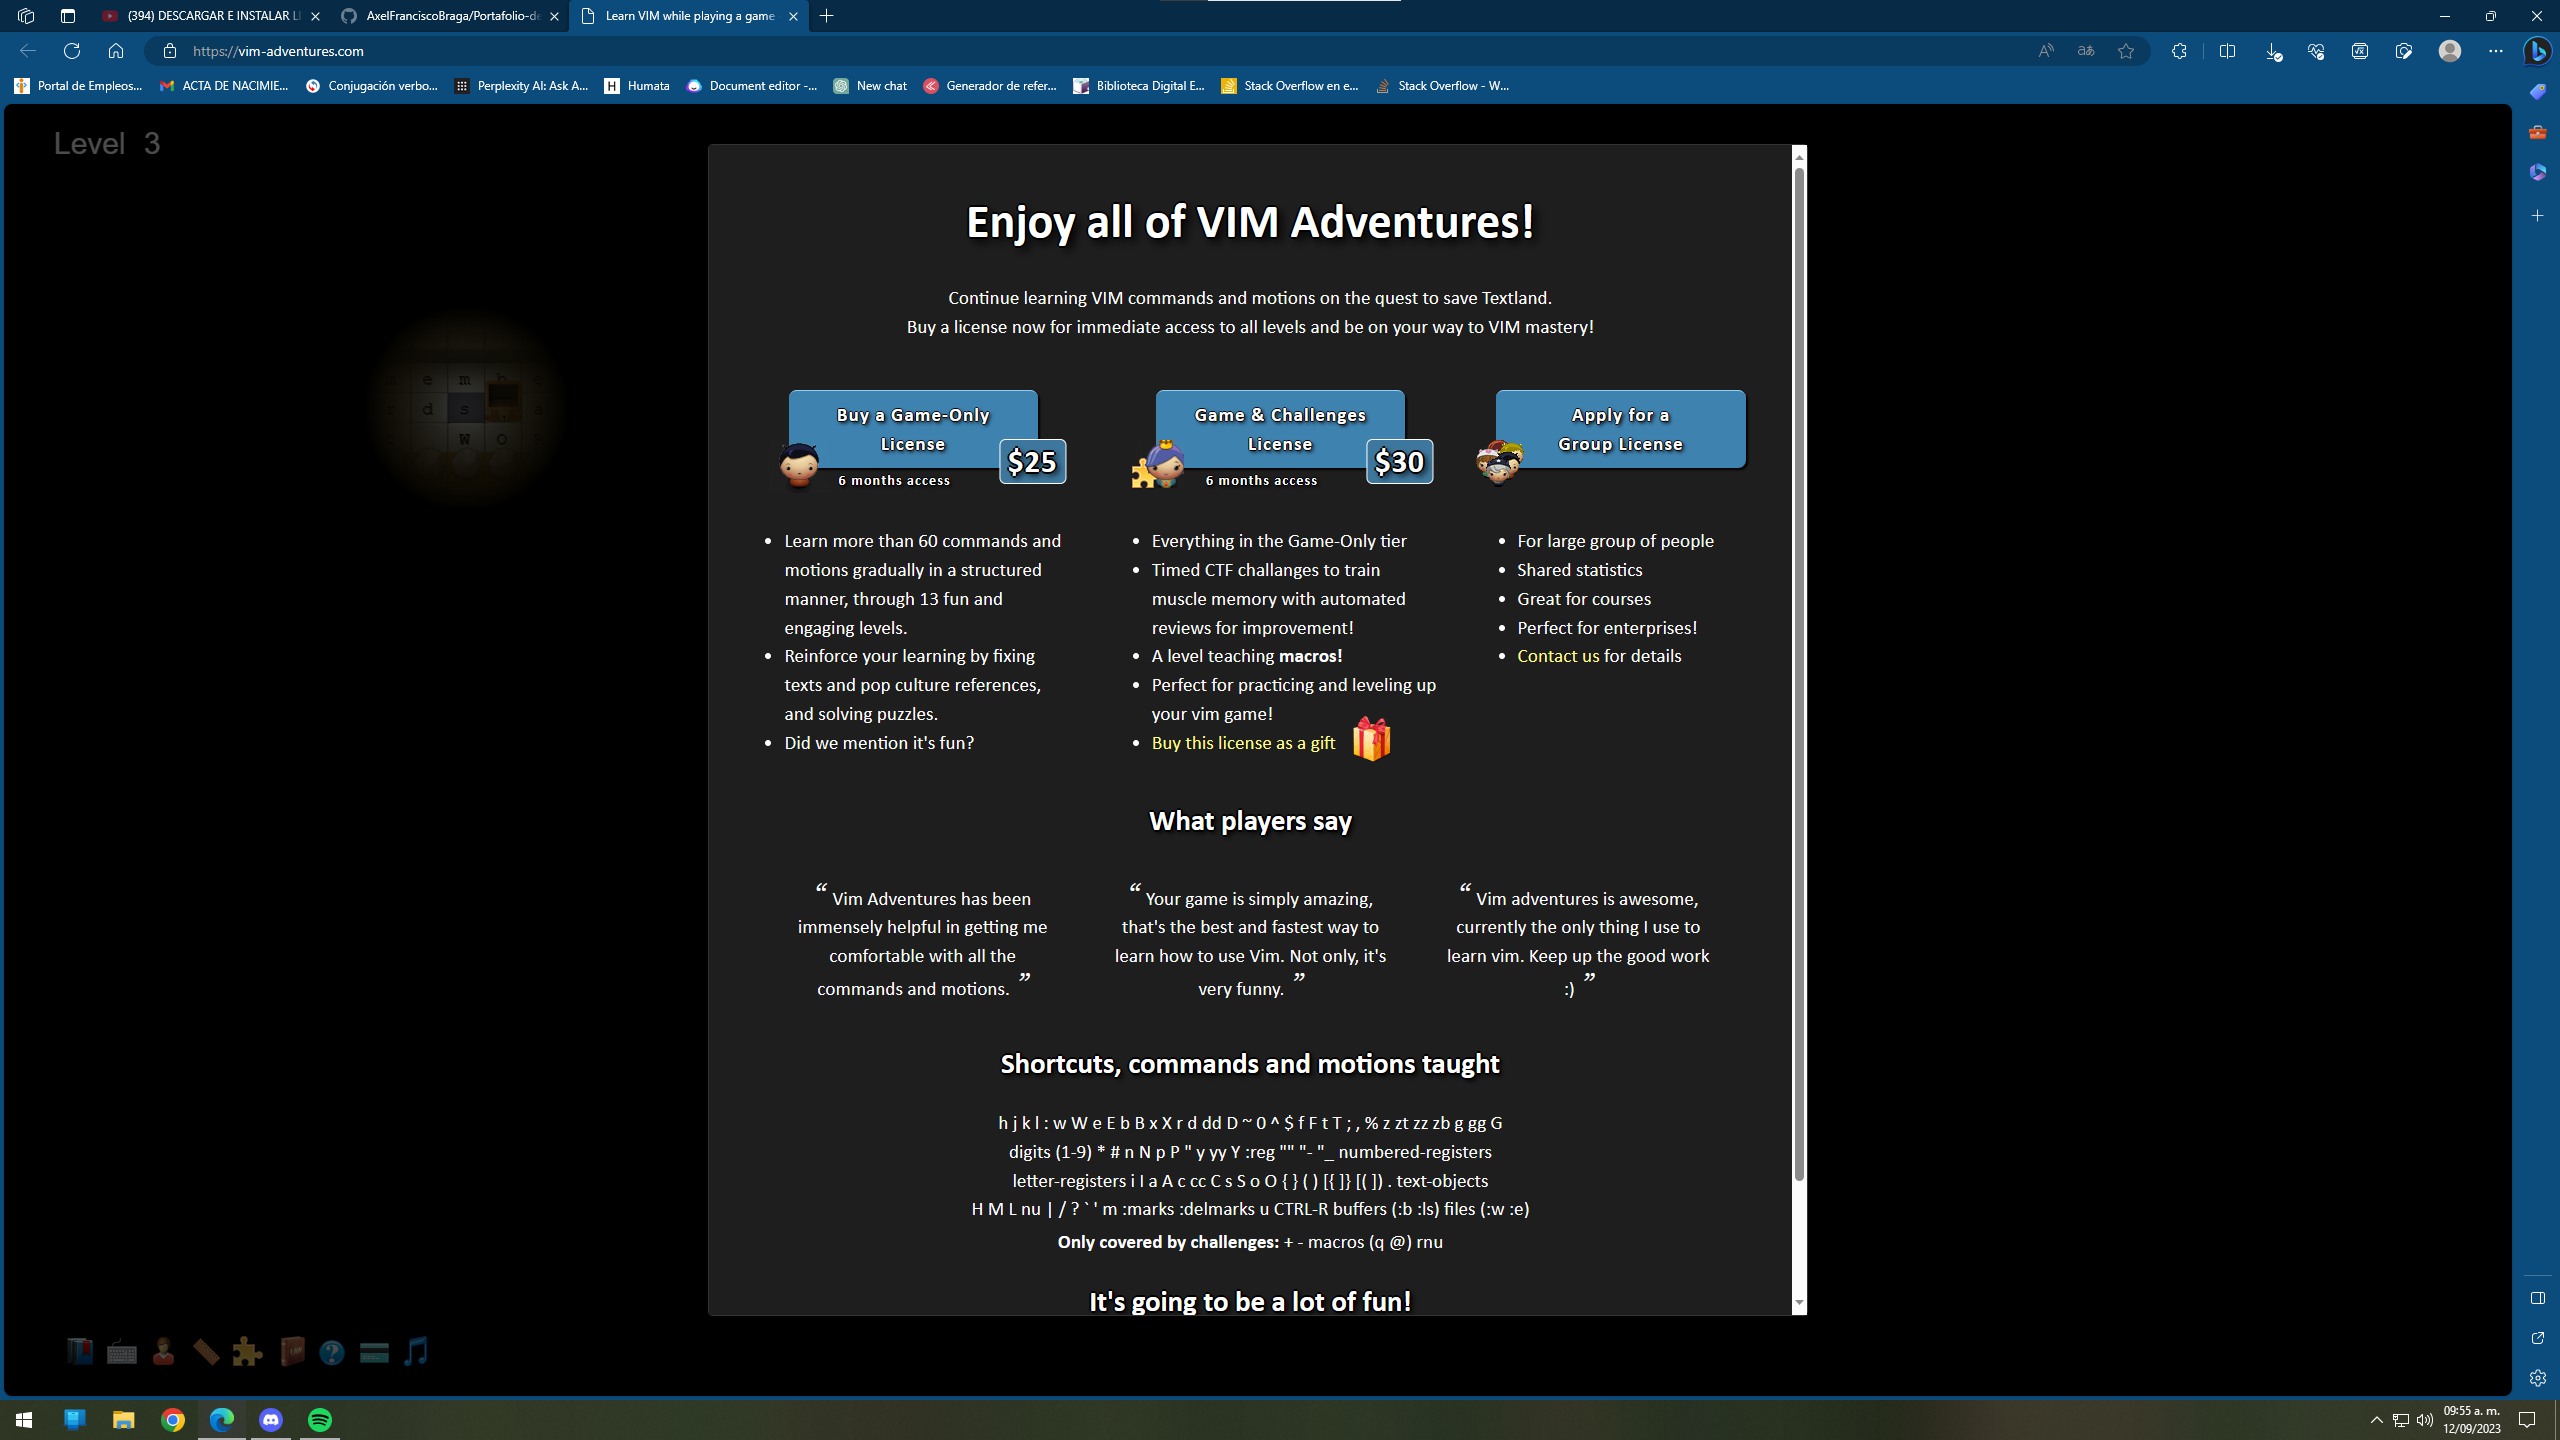 (394) DESCARGAR E INSTALAR LI
AxelFranciscoBraga/Portafolio-de
Learn VIM while playing a game
https://vim-adventures.com
Portal de Empleos...
ACTA DE NACIMIE...
Conjugación verbo...
Perplexity AI: Ask A...
Humata
Document editor -...
New chat
Generador de refer...
Biblioteca Digital E...
Stack Overflow en e...
Stack Overflow - W...
Level 3
Enjoy all of VIM Adventures!
Continue learning VIM commands and motions on the quest to save Textland.
Buy a license now for immediate access to all levels and be on your way to VIM mastery!
Buy a Game-Only
License
$25
6 months access
• Learn more than 60 commands and
motions gradually in a structured
manner, through 13 fun and
engaging levels.
• Reinforce your learning by fixing
texts and pop culture references,
and solving puzzles.
• Did we mention it's fun?
Game & Challenges
License
$30
6 months access
• Everything in the Game-Only tier
• Timed CTF challanges to train
muscle memory with automated
reviews for improvement!
• A level teaching macros!
• Perfect for practicing and leveling up
your vim game!
• Buy this license as a gift
Apply for a
Group License
• For large group of people
• Shared statistics
• Great for courses
• Perfect for enterprises!
• Contact us for details
e m b
d s
W O
What players say
“ Vim Adventures has been
immensely helpful in getting me
comfortable with all the
commands and motions. ”
“ Your game is simply amazing,
that's the best and fastest way to
learn how to use Vim. Not only, it's
very funny. ”
“ Vim adventures is awesome,
currently the only thing I use to
learn vim. Keep up the good work
:) ”
Shortcuts, commands and motions taught
h j k l : w W e E b B x X r d dd D ~ 0 ^ $ f F t T ; , % z zt zz zb g gg G
digits (1-9) * # n N p P " y yy Y :reg "" "- "_ numbered-registers
letter-registers i I a A c cc C s S o O { } ( ) [{ ]} [( ]) . text-objects
H M L nu | / ? ` ' m :marks :delmarks u CTRL-R buffers (:b :ls) files (:w :e)
Only covered by challenges: + - macros (q @) rnu
It's going to be a lot of fun!
09:55 a. m.
12/09/2023